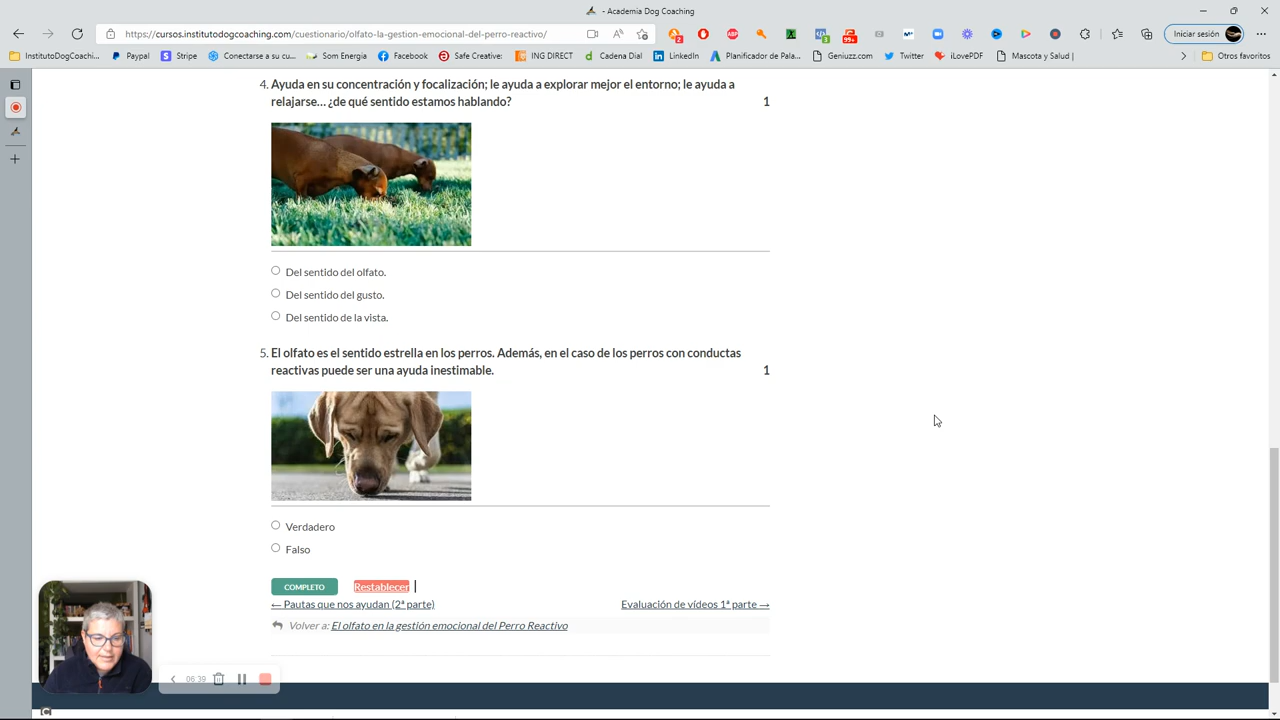 - Academia Dog Coaching
https://cursos.institutodogcoaching.com/cuestionario/olfato-la-gestion-emocional-del-perro-reactivo/
2
ABP
3
99+
Iniciar sesión
InstitutoDogCoachi...
Paypal
Stripe
Conectarse a su cu...
Som Energia
Facebook
Safe Creative:
ING DIRECT
Cadena Dial
LinkedIn
Planificador de Pala...
Geniuzz.com
Twitter
iLovePDF
Mascota y Salud |
Otros favoritos
4. Ayuda en su concentración y focalización; le ayuda a explorar mejor el entorno; le ayuda a
relajarse... ¿de qué sentido estamos hablando?
1
Del sentido del olfato.
Del sentido del gusto.
Del sentido de la vista.
5. El olfato es el sentido estrella en los perros. Además, en el caso de los perros con conductas
reactivas puede ser una ayuda inestimable.
1
Verdadero
Falso
COMPLETO
Restablecer
← Pautas que nos ayudan (2ª parte)
Evaluación de vídeos 1ª parte →
Volver a: El olfato en la gestión emocional del Perro Reactivo
06:39